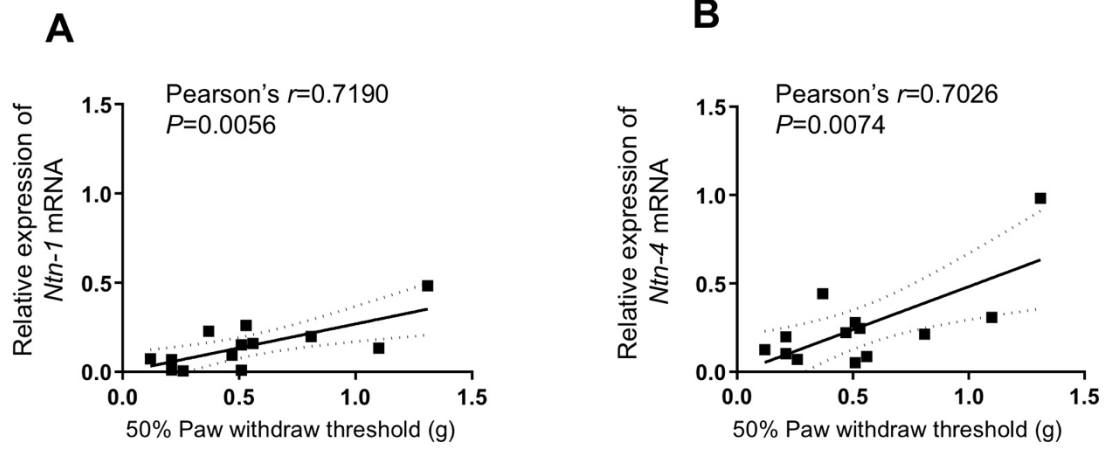 A
Pearson's r=0.7190
P=0.0056
Relative expression of
Ntn-1 mRNA
1.5
1.0
0.5
0.0
0.0 0.5 1.0 1.5
50% Paw withdraw threshold (g)
B
Pearson's r=0.7026
P=0.0074
Relative expression of
Ntn-4 mRNA
1.5
1.0
0.5
0.0
0.0 0.5 1.0 1.5
50% Paw withdraw threshold (g)